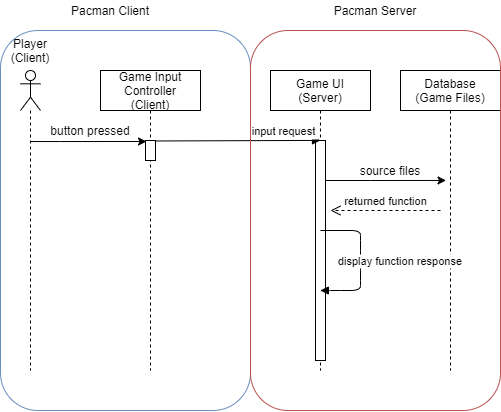 Pacman Client
Pacman Server
Player
(Client)
Game Input
Controller
(Client)
Game UI
(Server)
Database
(Game Files)
button pressed
input request
source files
returned function
display function response